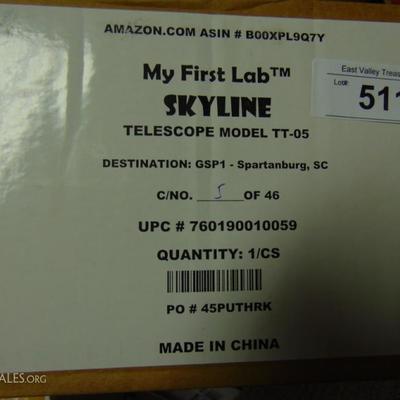 AMAZON.COM ASIN # B00XPL9Q7Y
East Valley Treas
Lot#:
511
My First Lab™
SKYLINE
TELESCOPE MODEL TT-05
DESTINATION: GSP1 - Spartanburg, SC
C/NO. 5 OF 46
UPC # 760190010059
QUANTITY: 1/CS
PO # 45PUTHRK
MADE IN CHINA
ALES.ORG